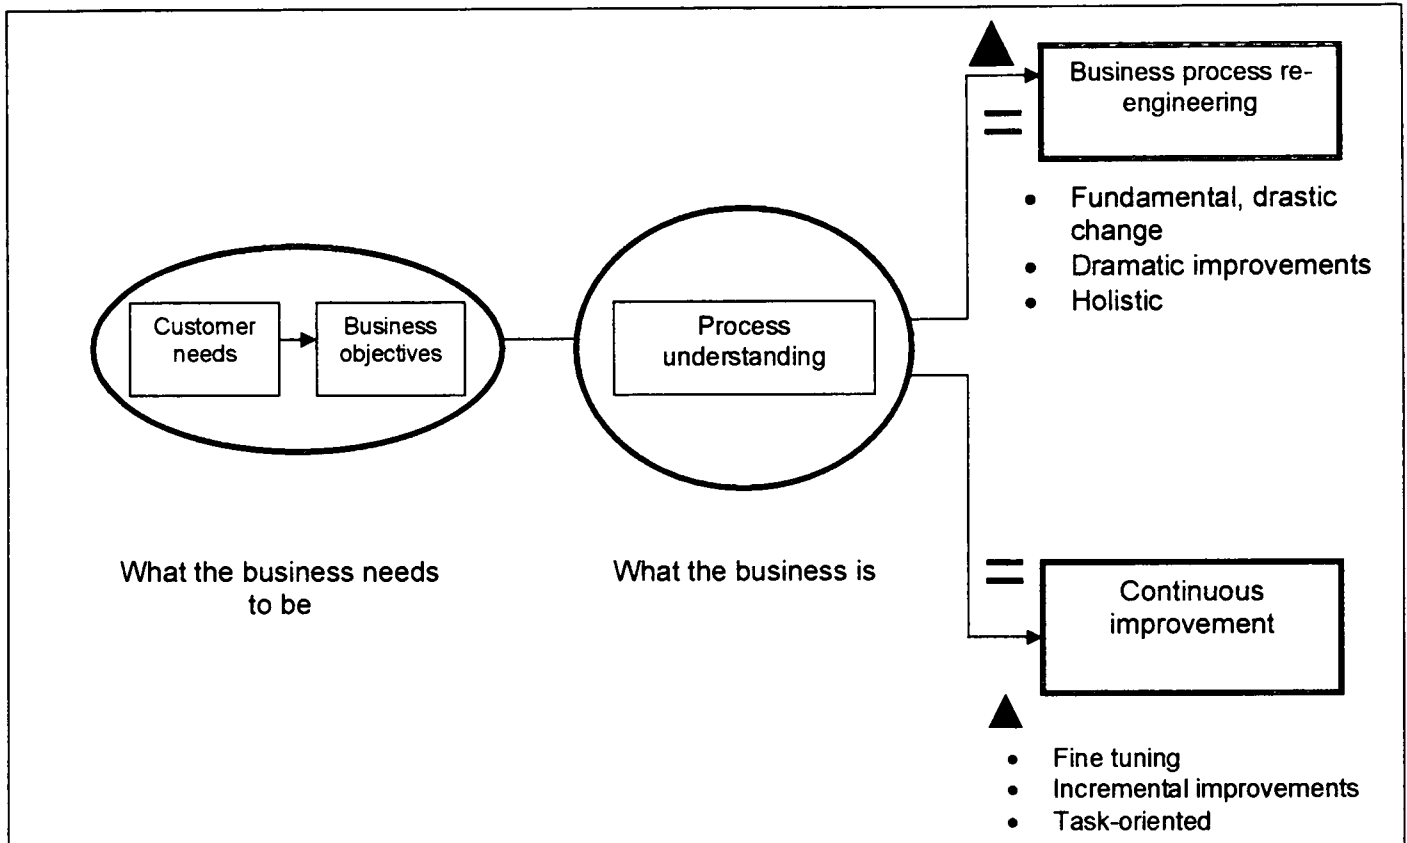 Customer
needs
Business
objectives
What the business needs
to be
Process
understanding
What the business is
Business process re-
engineering
=
• Fundamental, drastic
change
• Dramatic improvements
• Holistic
=
Continuous
improvement
• Fine tuning
• Incremental improvements
• Task-oriented